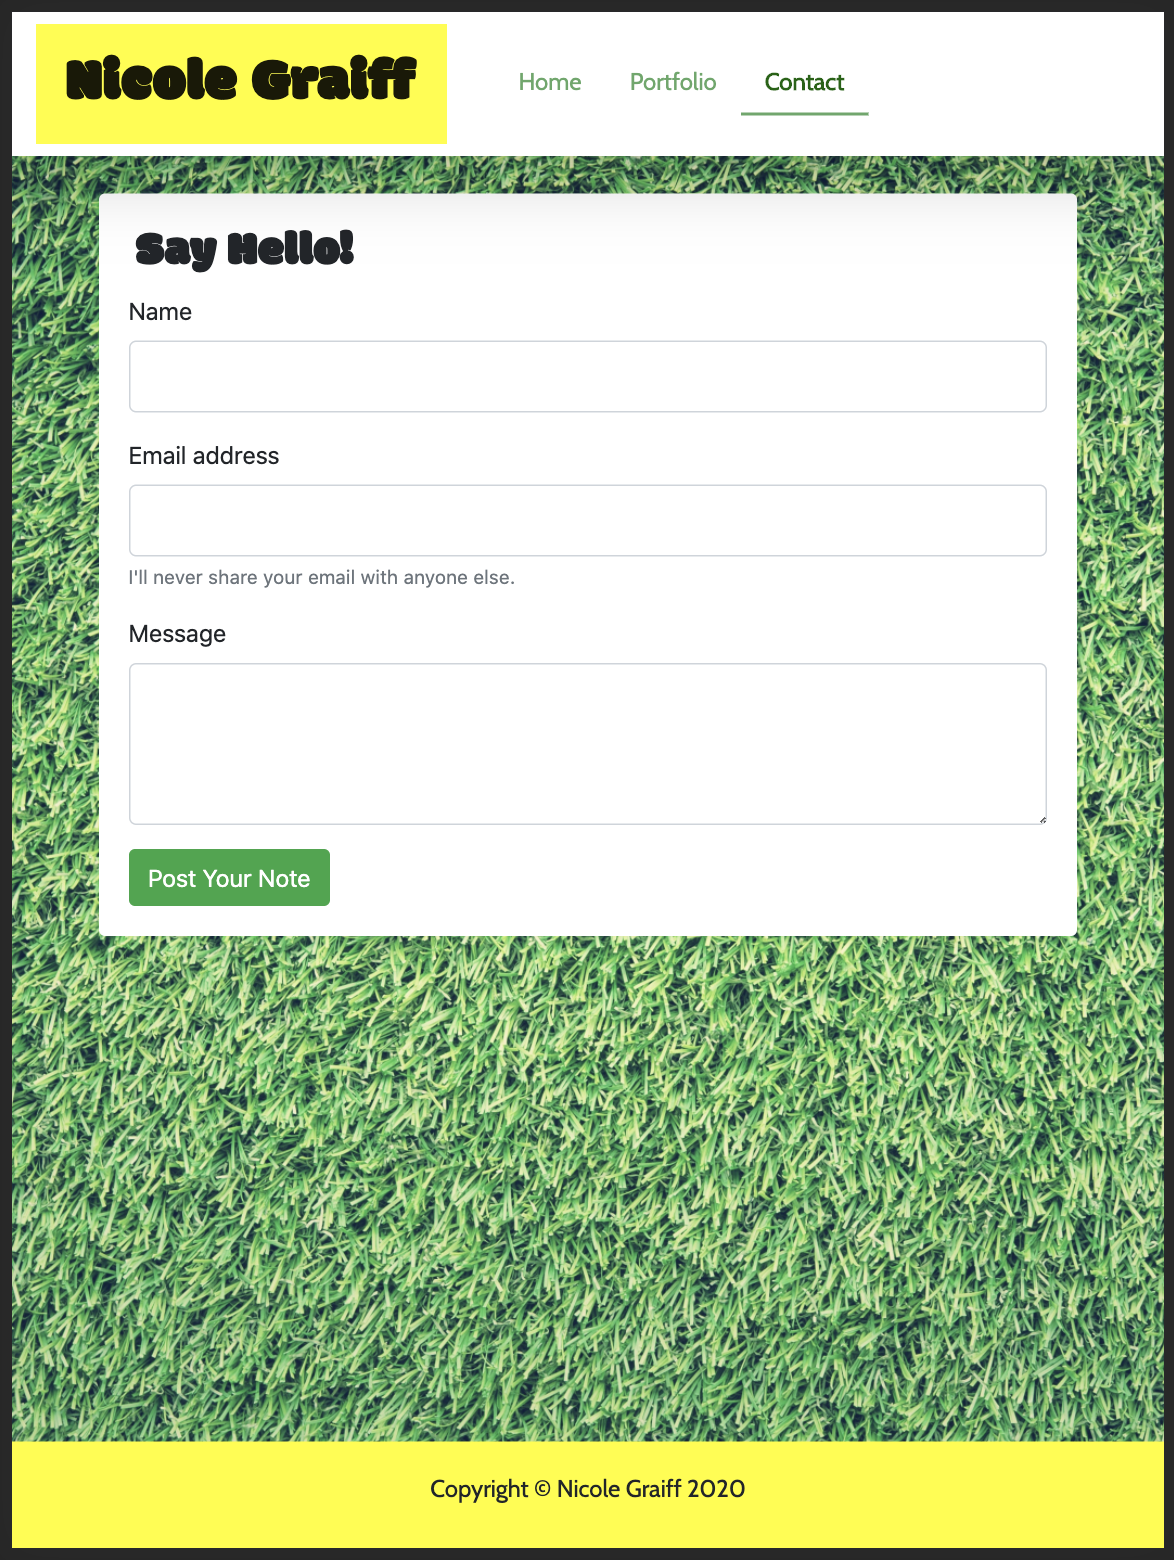 Nicole Graiff
Home Portfolio Contact
Say Hello!
Name
Email address
I'll never share your email with anyone else.
Message
Post Your Note
Copyright © Nicole Graiff 2020